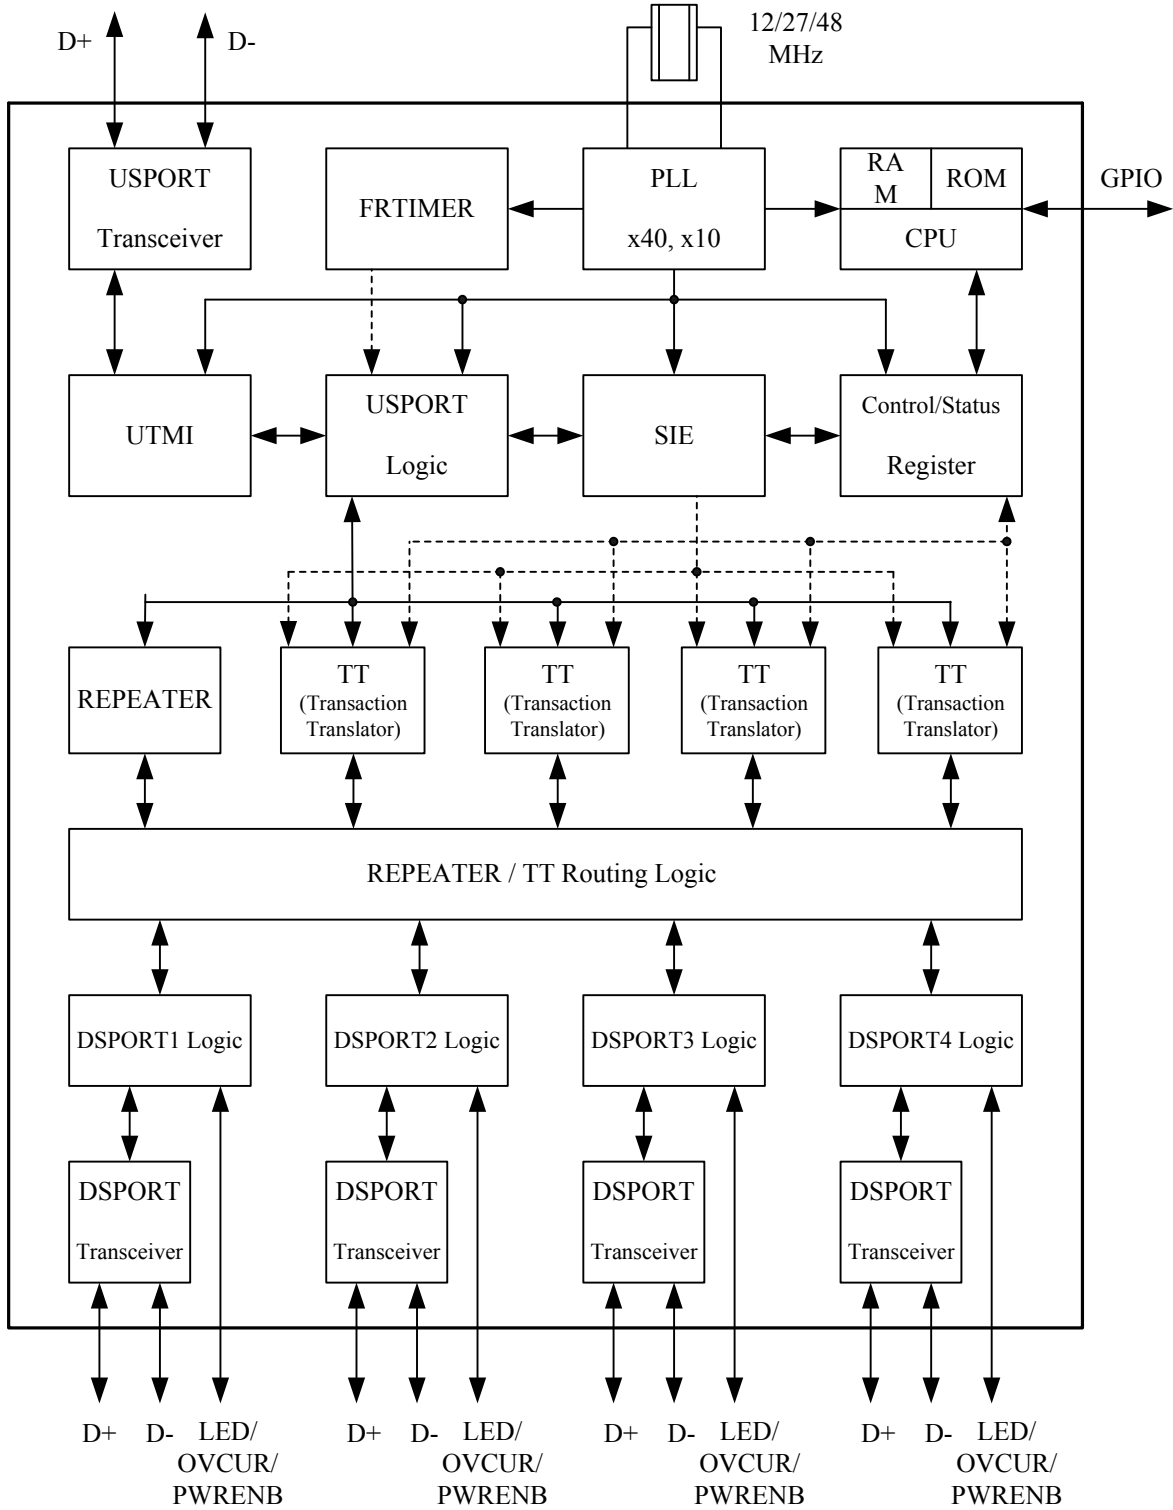 D+
D-
12/27/48
MHz
USPORT
Transceiver
FRTIMER
PLL
x40, x10
RA
M
ROM
CPU
GPIO
UTMI
USPORT
Logic
SIE
Control/Status
Register
REPEATER
TT
(Transaction
Translator)
TT
(Transaction
Translator)
TT
(Transaction
Translator)
TT
(Transaction
Translator)
REPEATER / TT Routing Logic
DSPORT1 Logic
DSPORT2 Logic
DSPORT3 Logic
DSPORT4 Logic
DSPORT
Transceiver
DSPORT
Transceiver
DSPORT
Transceiver
DSPORT
Transceiver
D+
D-
LED/
OVCUR/
PWRENB
D+
D-
LED/
OVCUR/
PWRENB
D+
D-
LED/
OVCUR/
PWRENB
D+
D-
LED/
OVCUR/
PWRENB